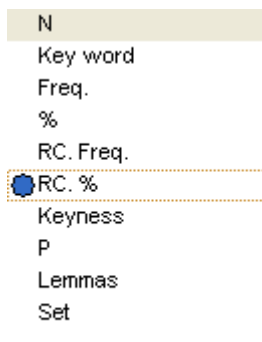 N
Key word
Freq.
%
RC. Freq.
RC. %
Keyness
P
Lemmas
Set